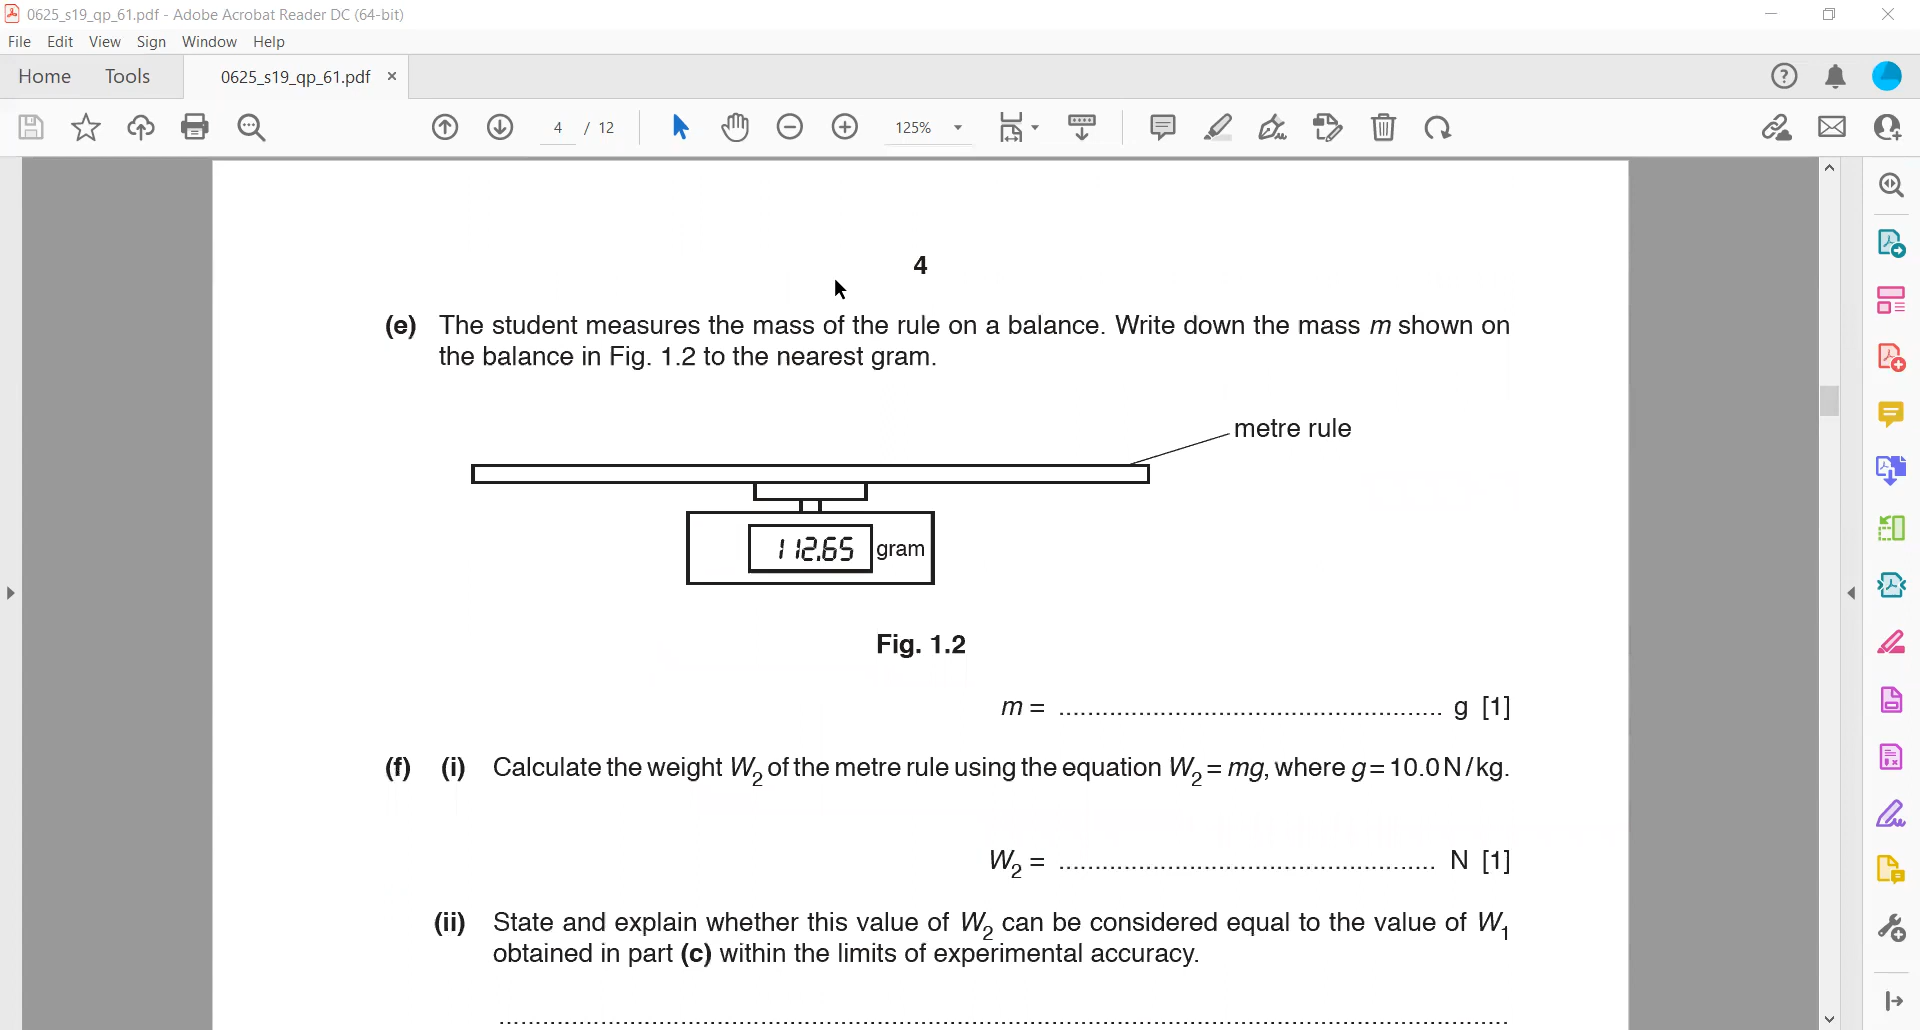 0625_s19_qp_61.pdf - Adobe Acrobat Reader DC (64-bit)
File Edit View Sign Window Help
Home Tools 0625_s19_qp_61.pdf ×
4 / 12 125%
4
(e) The student measures the mass of the rule on a balance. Write down the mass m shown on
the balance in Fig. 1.2 to the nearest gram.
metre rule
112.65 gram
Fig. 1.2
m = ...................................................... g [1]
(f) (i) Calculate the weight W₂ of the metre rule using the equation W₂ = mg, where g = 10.0 N/kg.
W₂ = ..................................................... N [1]
(ii) State and explain whether this value of W₂ can be considered equal to the value of W₁
obtained in part (c) within the limits of experimental accuracy.
..........................................................................................................................................